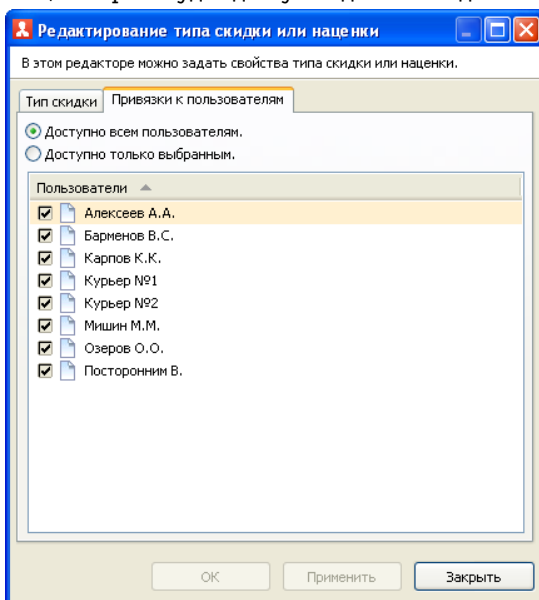 Редактирование типа скидки или наценки
В этом редакторе можно задать свойства типа скидки или наценки.
Тип скидки Привязки к пользователям
Доступно всем пользователям.
Доступно только выбранным.
Пользователи
Алексеев А.А.
Барменов В.С.
Карпов К.К.
Курьер №1
Курьер №2
Мишин М.М.
Озеров О.О.
Посторонним В.
ОК Применить Закрыть